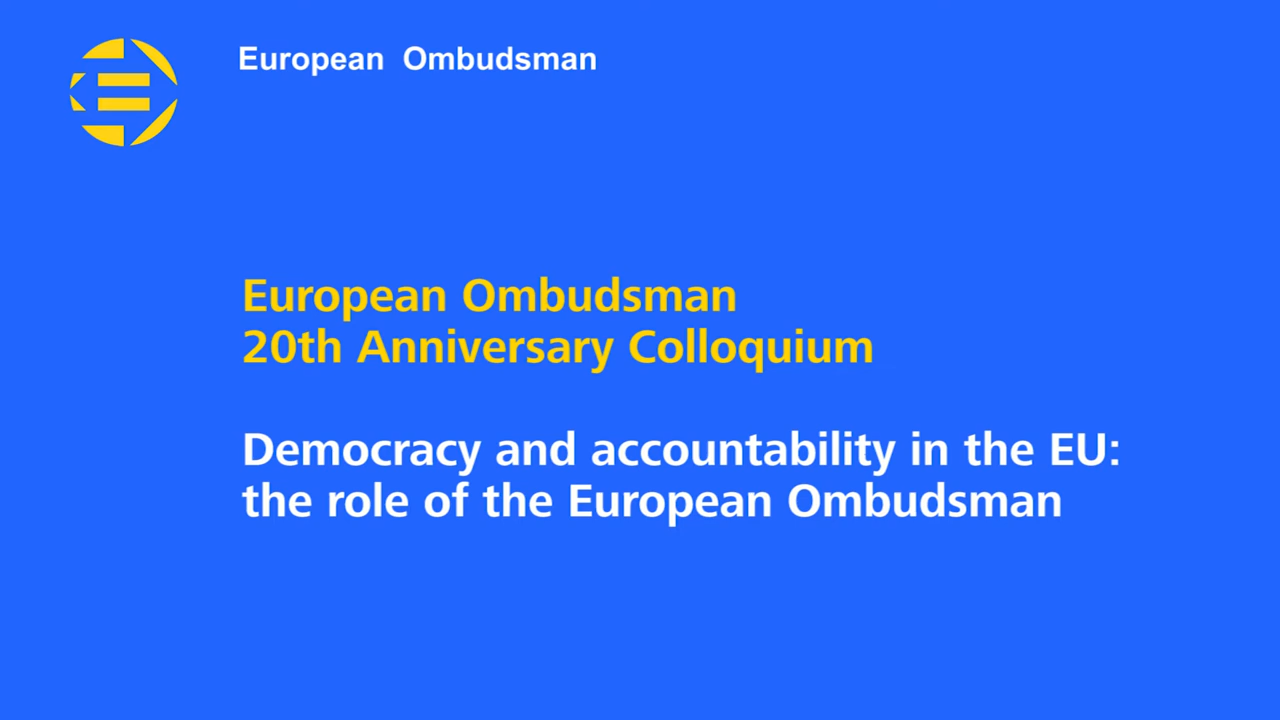 European Ombudsman
European Ombudsman
20th Anniversary Colloquium
Democracy and accountability in the EU:
the role of the European Ombudsman